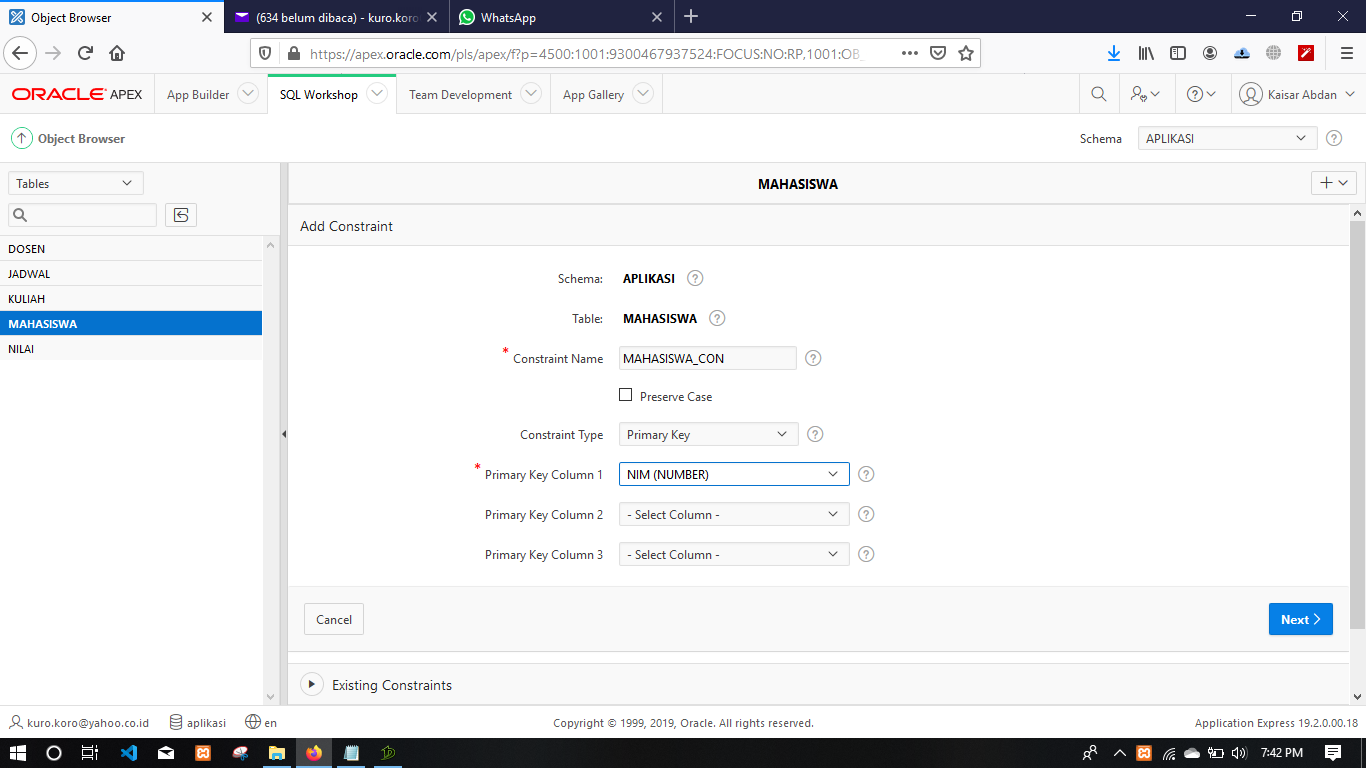 Object Browser
(634 belum dibaca) - kuro.koro
WhatsApp
https://apex.oracle.com/pls/apex/f?p=4500:1001:9300467937524:FOCUS:NO:RP,1001:OB_
ORACLE APEX
App Builder
SQL Workshop
Team Development
App Gallery
Kaisar Abdan
Object Browser
Schema
APLIKASI
Tables
MAHASISWA
DOSEN
JADWAL
KULIAH
MAHASISWA
NILAI
Add Constraint
Schema: APLIKASI
Table: MAHASISWA
* Constraint Name MAHASISWA_CON
Preserve Case
Constraint Type Primary Key
* Primary Key Column 1 NIM (NUMBER)
Primary Key Column 2 - Select Column -
Primary Key Column 3 - Select Column -
Cancel
Next
Existing Constraints
kuro.koro@yahoo.co.id aplikasi en
Copyright © 1999, 2019, Oracle. All rights reserved.
Application Express 19.2.0.00.18
7:42 PM